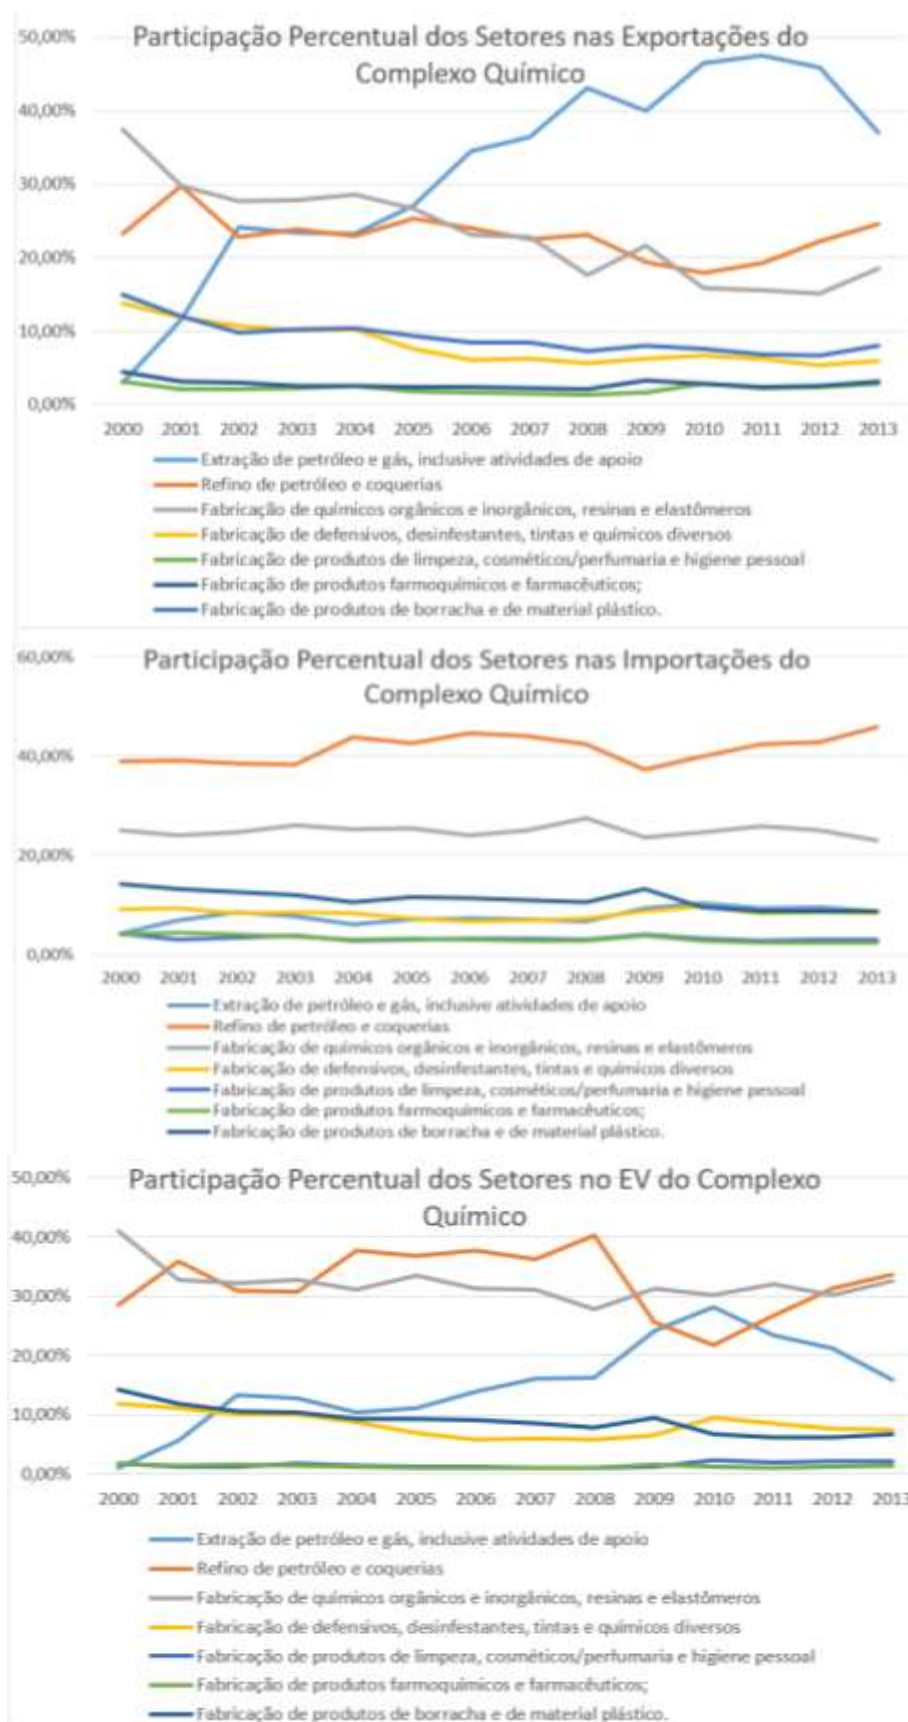 Participação Percentual dos Setores nas Exportações do
Complexo Químico
50,00%
40,00%
30,00%
20,00%
10,00%
0,00%
2000 2001 2002 2003 2004 2005 2006 2007 2008 2009 2010 2011 2012 2013
Extração de petróleo e gás, inclusive atividades de apoio
Refino de petróleo e coquerias
Fabricação de químicos orgânicos e inorgânicos, resinas e elastômeros
Fabricação de defensivos, desinfestantes, tintas e químicos diversos
Fabricação de produtos de limpeza, cosméticos/perfumaria e higiene pessoal
Fabricação de produtos farmoquímicos e farmacêuticos;
Fabricação de produtos de borracha e de material plástico.
Participação Percentual dos Setores nas Importações do
Complexo Químico
60,00%
40,00%
20,00%
0,00%
2000 2001 2002 2003 2004 2005 2006 2007 2008 2009 2010 2011 2012 2013
Extração de petróleo e gás, inclusive atividades de apoio
Refino de petróleo e coquerias
Fabricação de químicos orgânicos e inorgânicos, resinas e elastômeros
Fabricação de defensivos, desinfestantes, tintas e químicos diversos
Fabricação de produtos de limpeza, cosméticos/perfumaria e higiene pessoal
Fabricação de produtos farmoquímicos e farmacêuticos;
Fabricação de produtos de borracha e de material plástico.
Participação Percentual dos Setores no EV do Complexo
Químico
50,00%
40,00%
30,00%
20,00%
10,00%
0,00%
2000 2001 2002 2003 2004 2005 2006 2007 2008 2009 2010 2011 2012 2013
Extração de petróleo e gás, inclusive atividades de apoio
Refino de petróleo e coquerias
Fabricação de químicos orgânicos e inorgânicos, resinas e elastômeros
Fabricação de defensivos, desinfestantes, tintas e químicos diversos
Fabricação de produtos de limpeza, cosméticos/perfumaria e higiene pessoal
Fabricação de produtos farmoquímicos e farmacêuticos;
Fabricação de produtos de borracha e de material plástico.